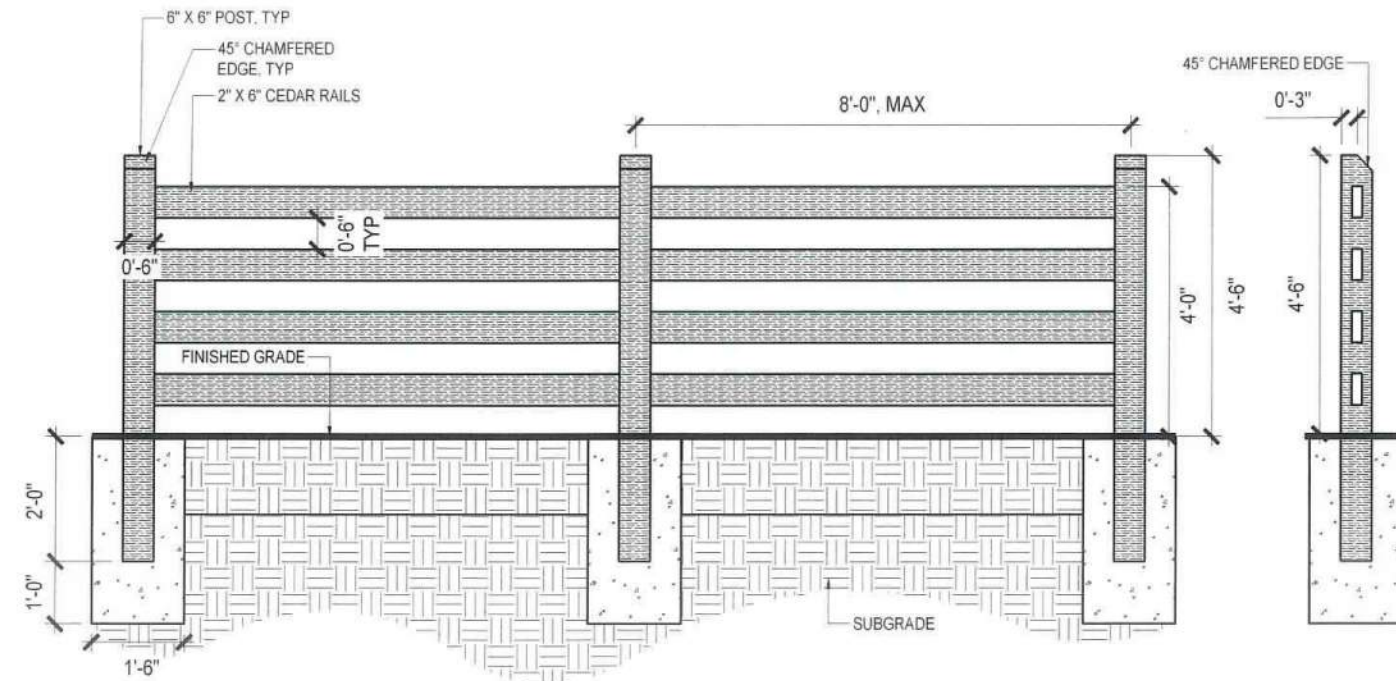 6" X 6" POST, TYP
45° CHAMFERED
EDGE, TYP
2" X 6" CEDAR RAILS
8'-0", MAX
45° CHAMFERED EDGE
0'-3"
0'-6"
TYP
0'-6"
4'-0"
4'-6"
4'-6"
FINISHED GRADE
2'-0"
1'-0"
SUBGRADE
1'-6"